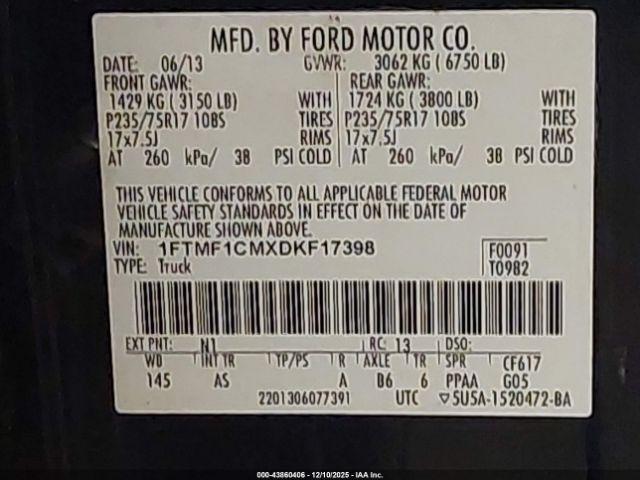 MFD. BY FORD MOTOR CO.
DATE: 06/13 GVWR: 3062 KG ( 6750 LB)
FRONT GAWR: REAR GAWR:
1429 KG ( 3150 LB) WITH 1724 KG ( 3800 LB) WITH
P235/75R17 108S TIRES P235/75R17 108S TIRES
17x7.5J RIMS 17x7.5J RIMS
AT 260 kPa/ 38 PSI COLD AT 260 kPa/ 38 PSI COLD
THIS VEHICLE CONFORMS TO ALL APPLICABLE FEDERAL MOTOR
VEHICLE SAFETY STANDARDS IN EFFECT ON THE DATE OF
MANUFACTURE SHOWN ABOVE.
VIN: 1FTMF1CMXDKF17398 F0091
TYPE: Truck T0982
EXT PNT: N1 RC: 13 DSO:
WB INT TR TP/PS R AXLE TR SPR CF617
145 AS A B6 6 PPAA G05
2201306077391 UTC ▽5U5A-1520472-BA
000-43860406 - 12/10/2025 - IAA Inc.